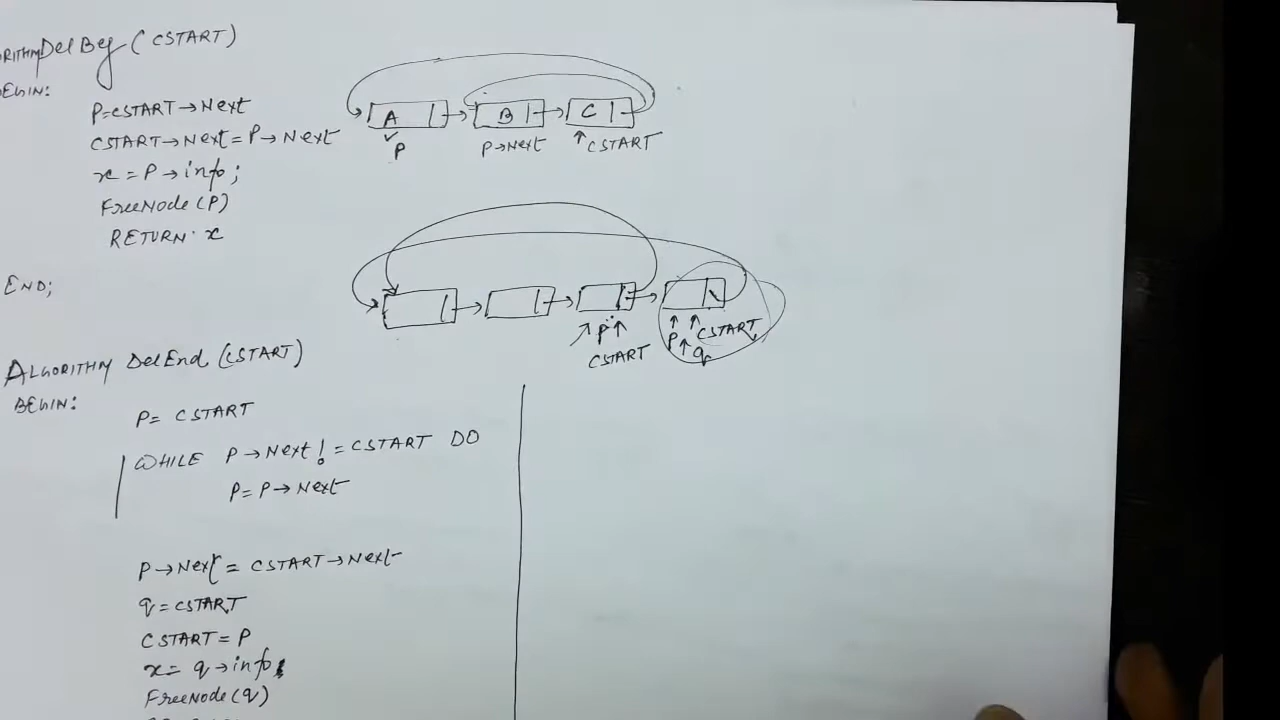 ORITHM DelBeg (CSTART)
BEGIN:
P=CSTART→Next
CSTART→Next=P→Next
x=P→info;
FreeNode(P)
RETURN x
END;
A B C
P P→Next CSTART
P CSTART
CSTART P q
ALGORITHM DelEnd (CSTART)
BEGIN:
P= CSTART
WHILE P→Next!=CSTART DO
P=P→Next
P→Next=CSTART→Next
q=CSTART
CSTART=P
x=q→info;
FreeNode(q)